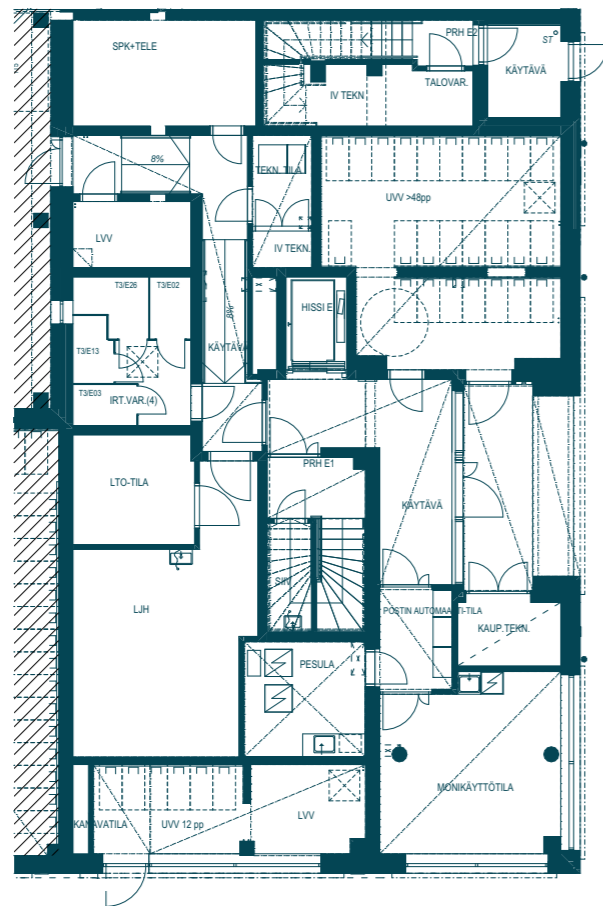 SPK+TELE
PRH E2
ST
KÄYTÄVÄ
TALOVAR.
IV TEKN
8%
TEKN. TILA
UVV >48pp
LVV
IV TEKN.
T3/E26
T3/E02
8%
HISSI E
KÄYTÄVÄ
T3/E13
T3/E03
IRT.VAR.(4)
PRH E1
LTO-TILA
KÄYTÄVÄ
SIIV
LJH
POSTIN AUTOMAATI-TILA
KAUP.TEKN.
PESULA
MONIKÄYTTÖTILA
KANAVATILA
UVV 12 pp
LVV